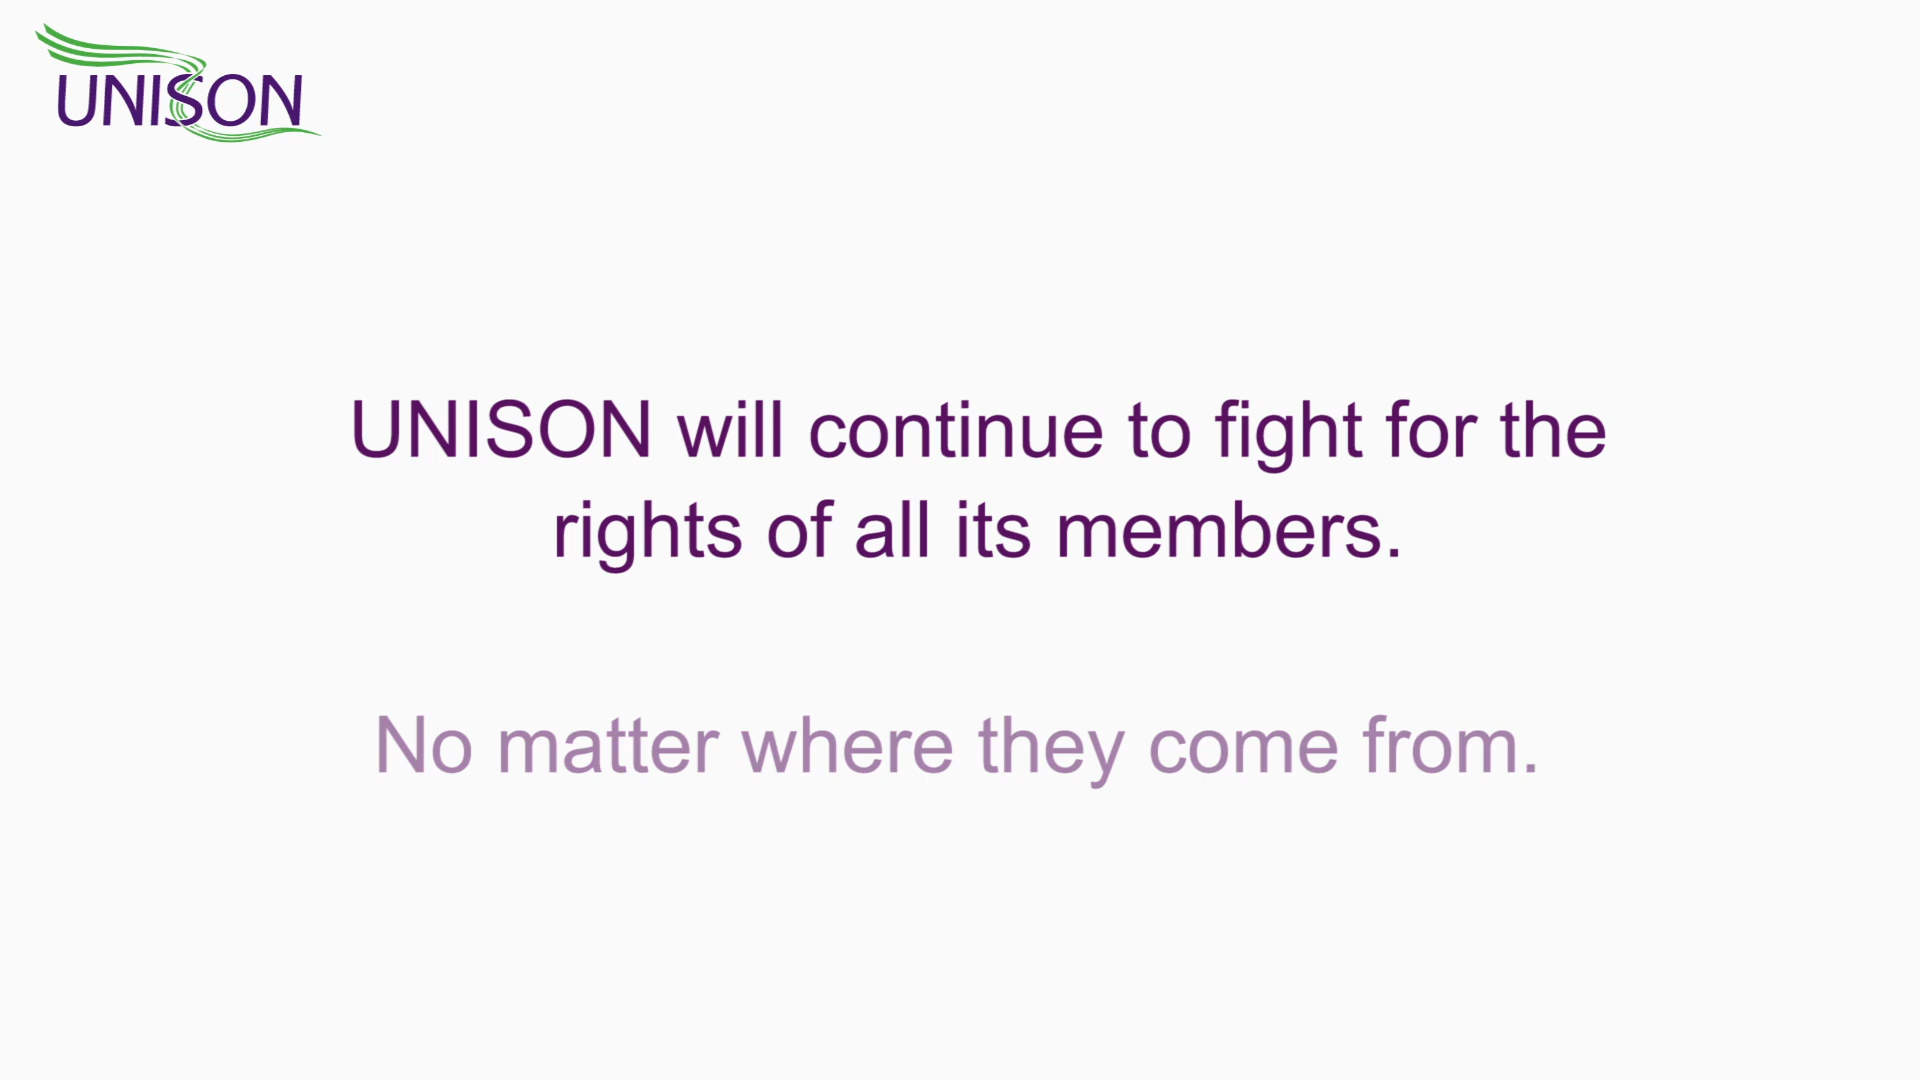 UNISON
UNISON will continue to fight for the
rights of all its members.
No matter where they come from.